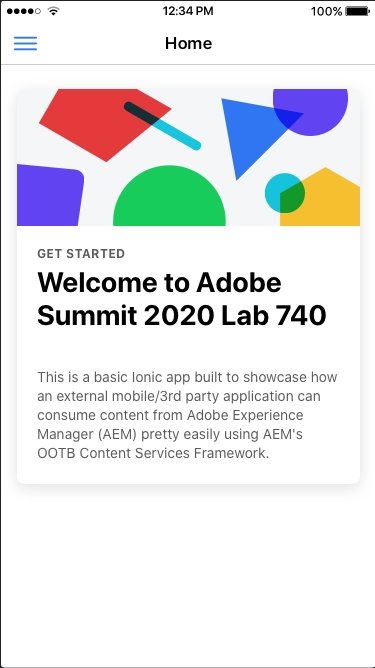 12:34 PM 100%
Home
GET STARTED
Welcome to Adobe
Summit 2020 Lab 740
This is a basic Ionic app built to showcase how
an external mobile/3rd party application can
consume content from Adobe Experience
Manager (AEM) pretty easily using AEM's
OOTB Content Services Framework.